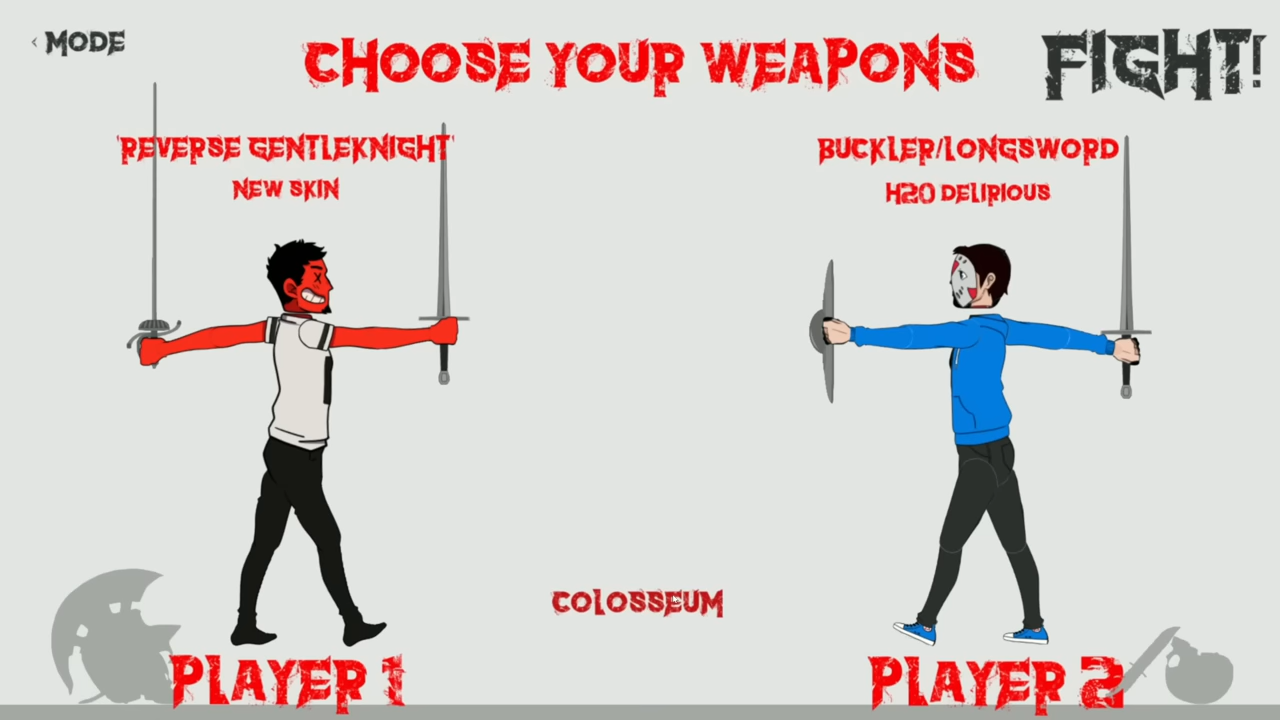 ‹ MODE
CHOOSE YOUR WEAPONS
FIGHT!
'REVERSE GENTLEKNIGHT'
NEW SKIN
BUCKLER/LONGSWORD
H2O DELIRIOUS
COLOSSEUM
PLAYER 1
PLAYER 2